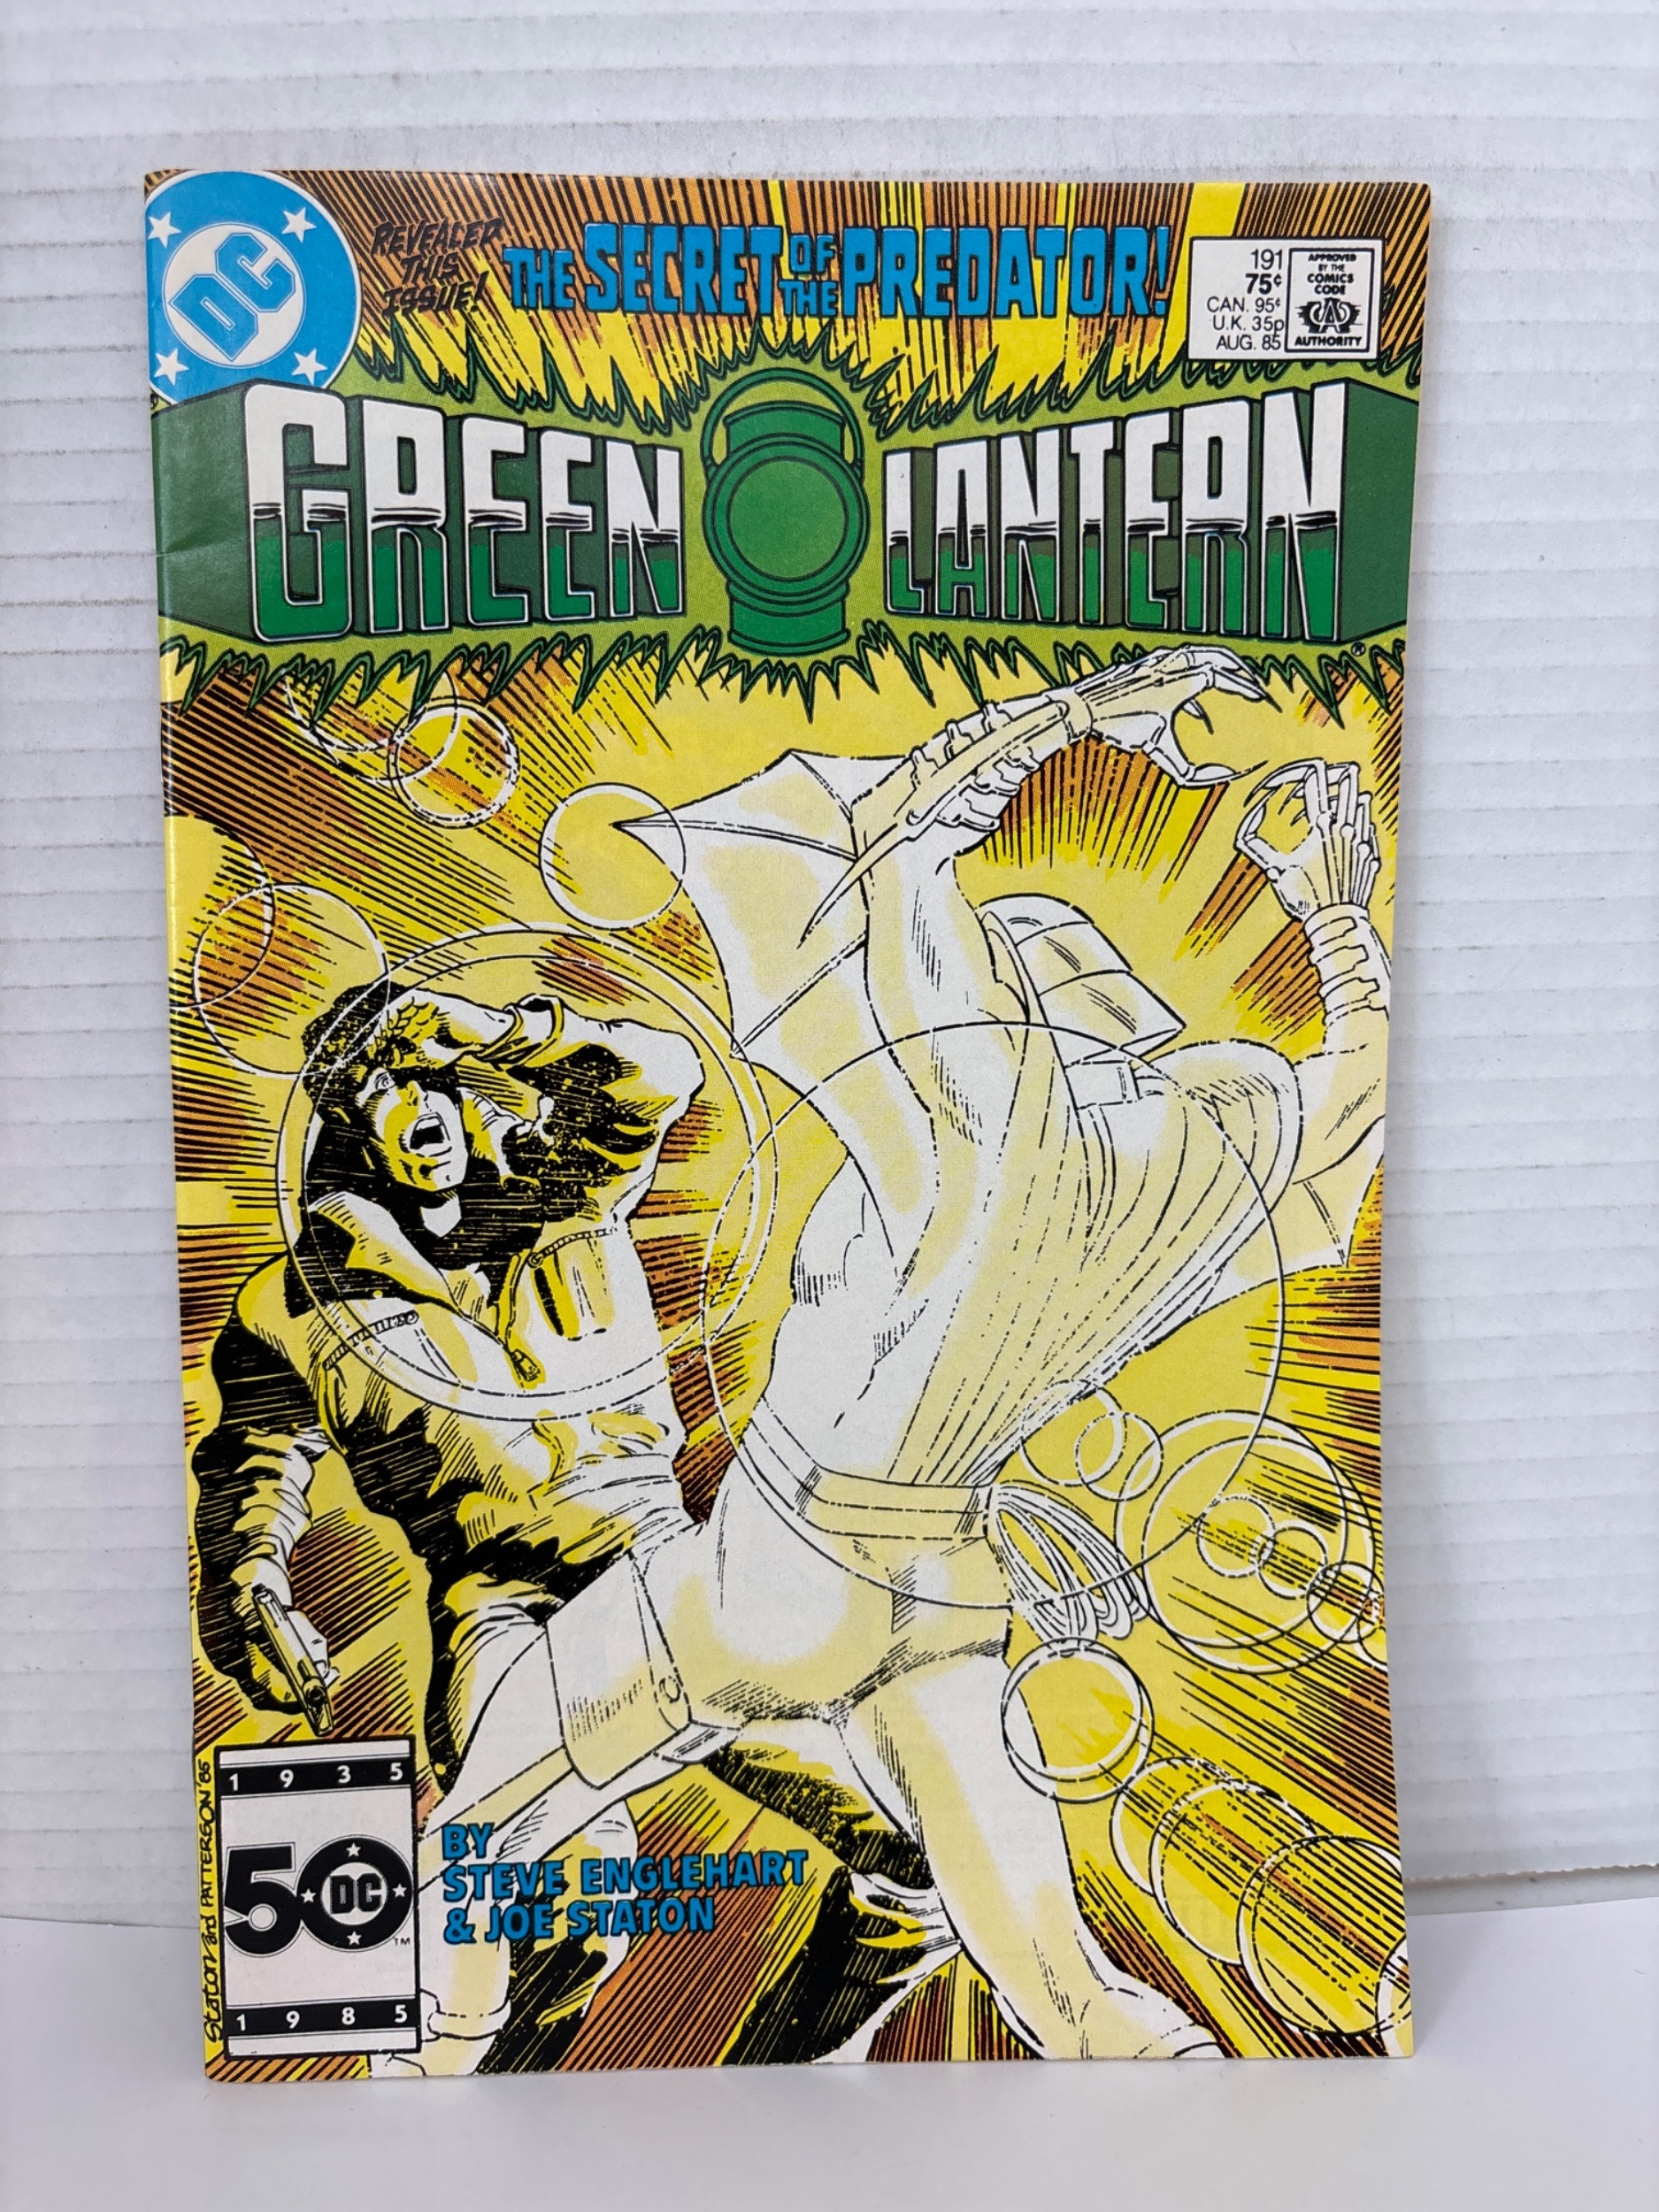 DC
REVEALED
THIS
ISSUE!
THE SECRET OF THE PREDATOR!
191
75¢
CAN. 95¢
U.K. 35p
AUG. 85
APPROVED
BY THE
COMICS
CODE
CA
AUTHORITY
GREEN LANTERN
®
Staton and PATTERSON '85
1935
50
DC
TM
1985
BY
STEVE ENGLEHART
& JOE STATON